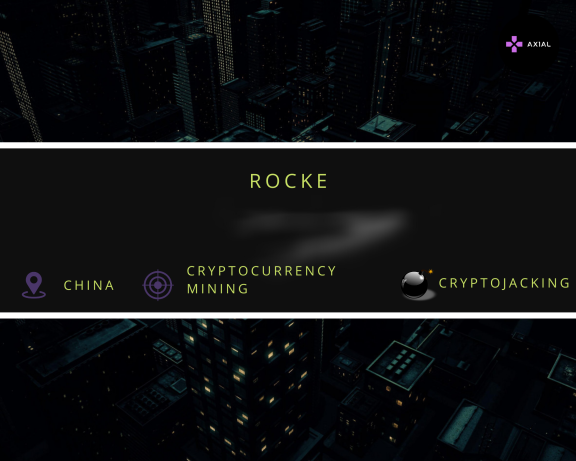 AXIAL
ROCKE
CHINA
CRYPTOCURRENCY
MINING
CRYPTOJACKING